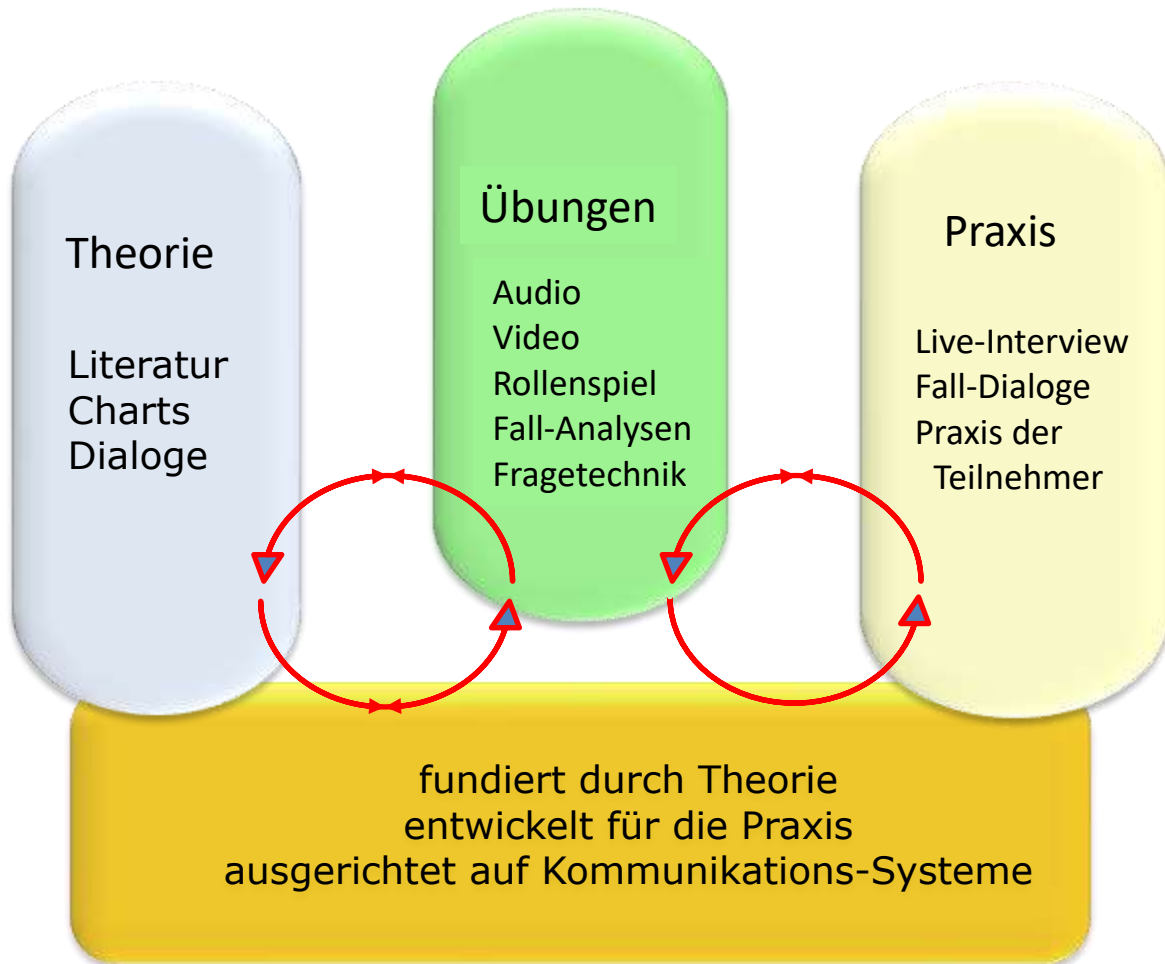 Theorie
Literatur
Charts
Dialoge
Übungen
Audio
Video
Rollenspiel
Fall-Analysen
Fragetechnik
Praxis
Live-Interview
Fall-Dialoge
Praxis der
Teilnehmer
fundiert durch Theorie
entwickelt für die Praxis
ausgerichtet auf Kommunikations-Systeme